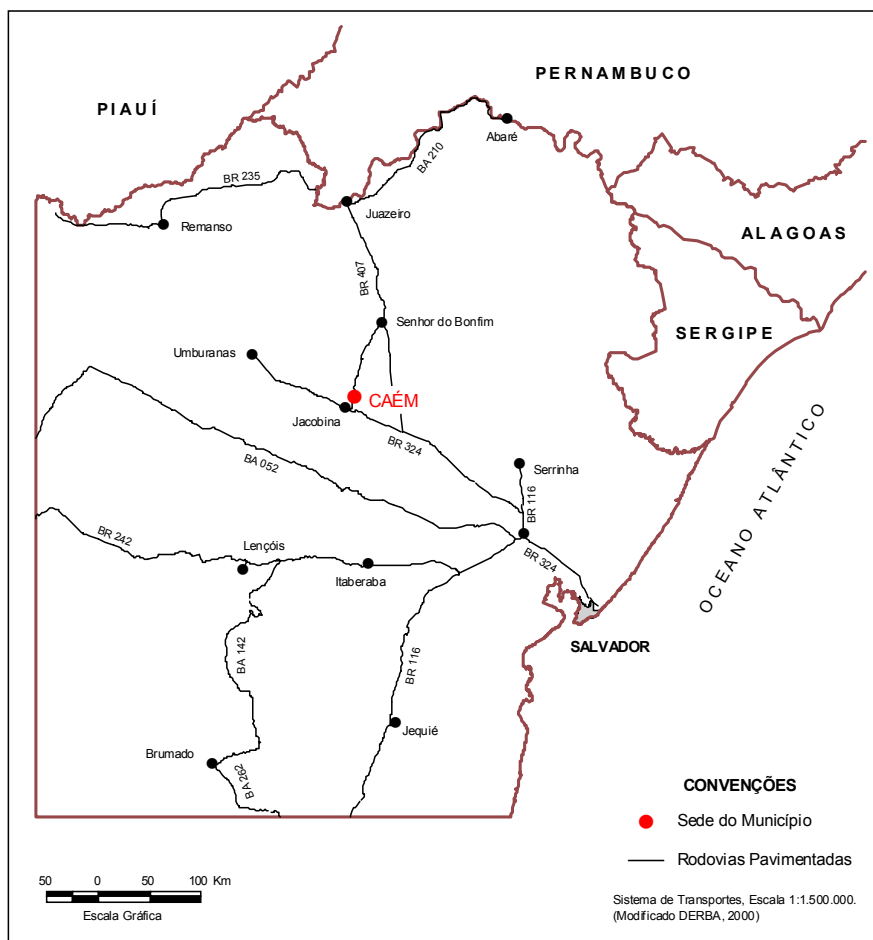 PERNAMBUCO
PIAUÍ
Abaré
BA 210
BR 235
Juazeiro
Remanso
ALAGOAS
BR 407
Senhor do Bonfim
SERGIPE
Umburanas
CAÉM
Jacobina
BR 324
BA 052
Serrinha
OCEANO ATLÂNTICO
BR 116
BR 242
Lençóis
BR 324
Itaberaba
SALVADOR
BA 142
BR 116
Jequié
Brumado
BA 262
CONVENÇÕES
Sede do Município
Rodovias Pavimentadas
50 0 50 100 Km
Escala Gráfica
Sistema de Transportes, Escala 1:1.500.000.
(Modificado DERBA, 2000)